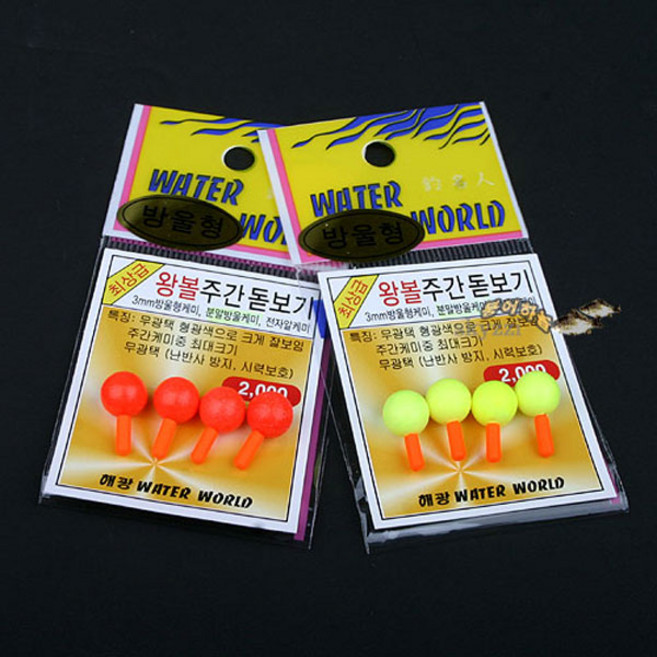 WATER WORLD
방울형
최상급
왕볼주간돋보기
3mm방울형케미, 분말방울케미, 전자알케미
특징: 무광택 형광색으로 크게 잘보임
주간케미중 최대크기
무광택 (난반사 방지, 시력보호)
2,000
해광 WATER WORLD
釣名人
WATER WORLD
방울형
최상급
왕볼주간돋보기
3mm방울형케미, 분말방울케미,
특징: 무광택 형광색으로 크게 잘보임
주간케미중 최대크기
무광택 (난반사 방지, 시력보호)
2,000
해광 WATER WORLD